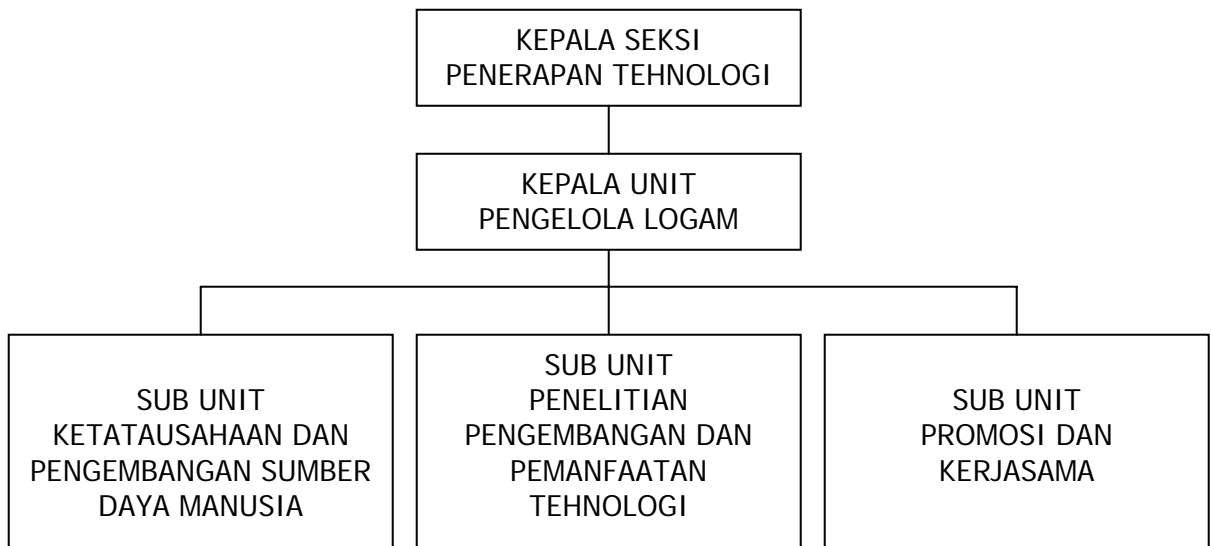 KEPALA SEKSI
PENERAPAN TEHNOLOGI
KEPALA UNIT
PENGELOLA LOGAM
SUB UNIT
KETATAUSAHAAN DAN
PENGEMBANGAN SUMBER
DAYA MANUSIA
SUB UNIT
PENELITIAN
PENGEMBANGAN DAN
PEMANFAATAN
TEHNOLOGI
SUB UNIT
PROMOSI DAN
KERJASAMA